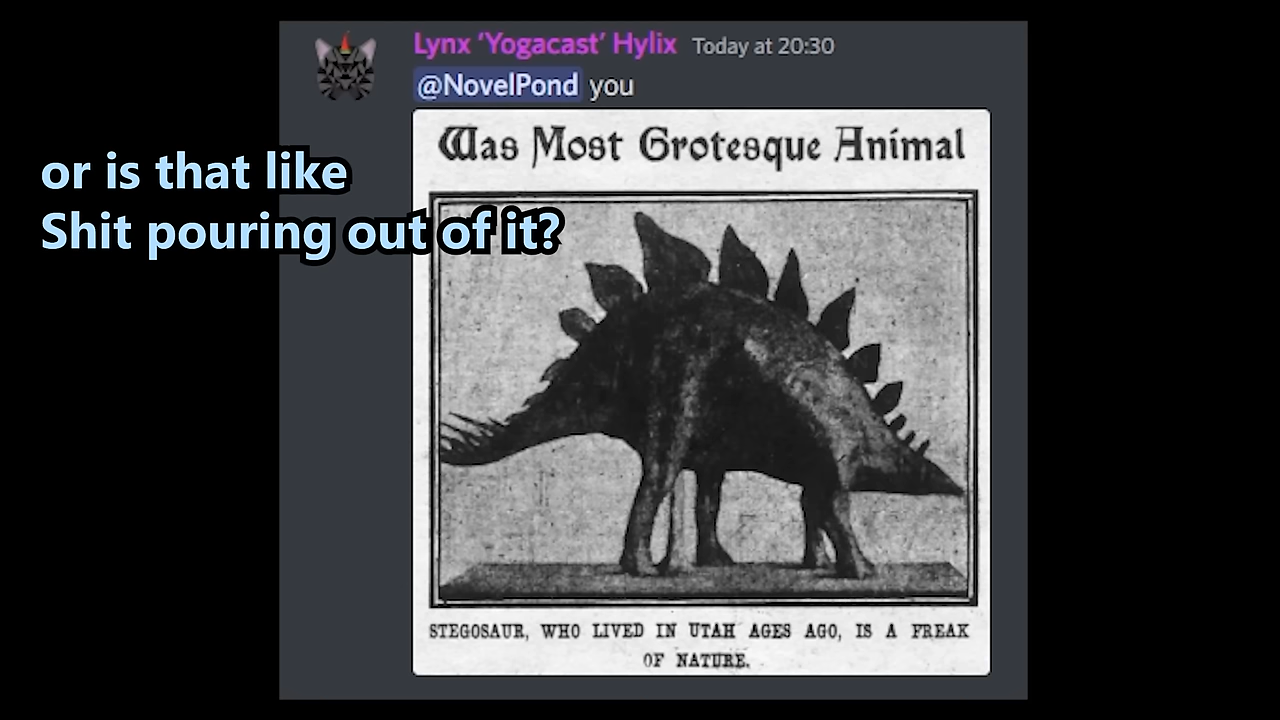 Lynx 'Yogacast' Hylix Today at 20:30
@NovelPond you
Was Most Grotesque Animal
or is that like
Shit pouring out of it?
STEGOSAUR, WHO LIVED IN UTAH AGES AGO, IS A FREAK
OF NATURE.